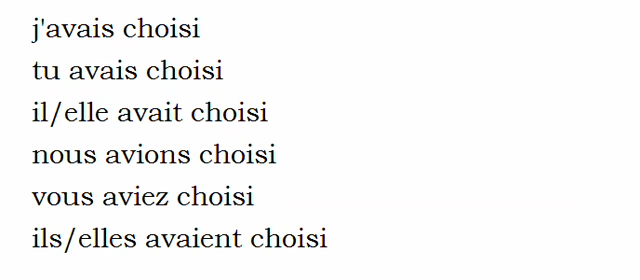 j'avais choisi
tu avais choisi
il/elle avait choisi
nous avions choisi
vous aviez choisi
ils/elles avaient choisi